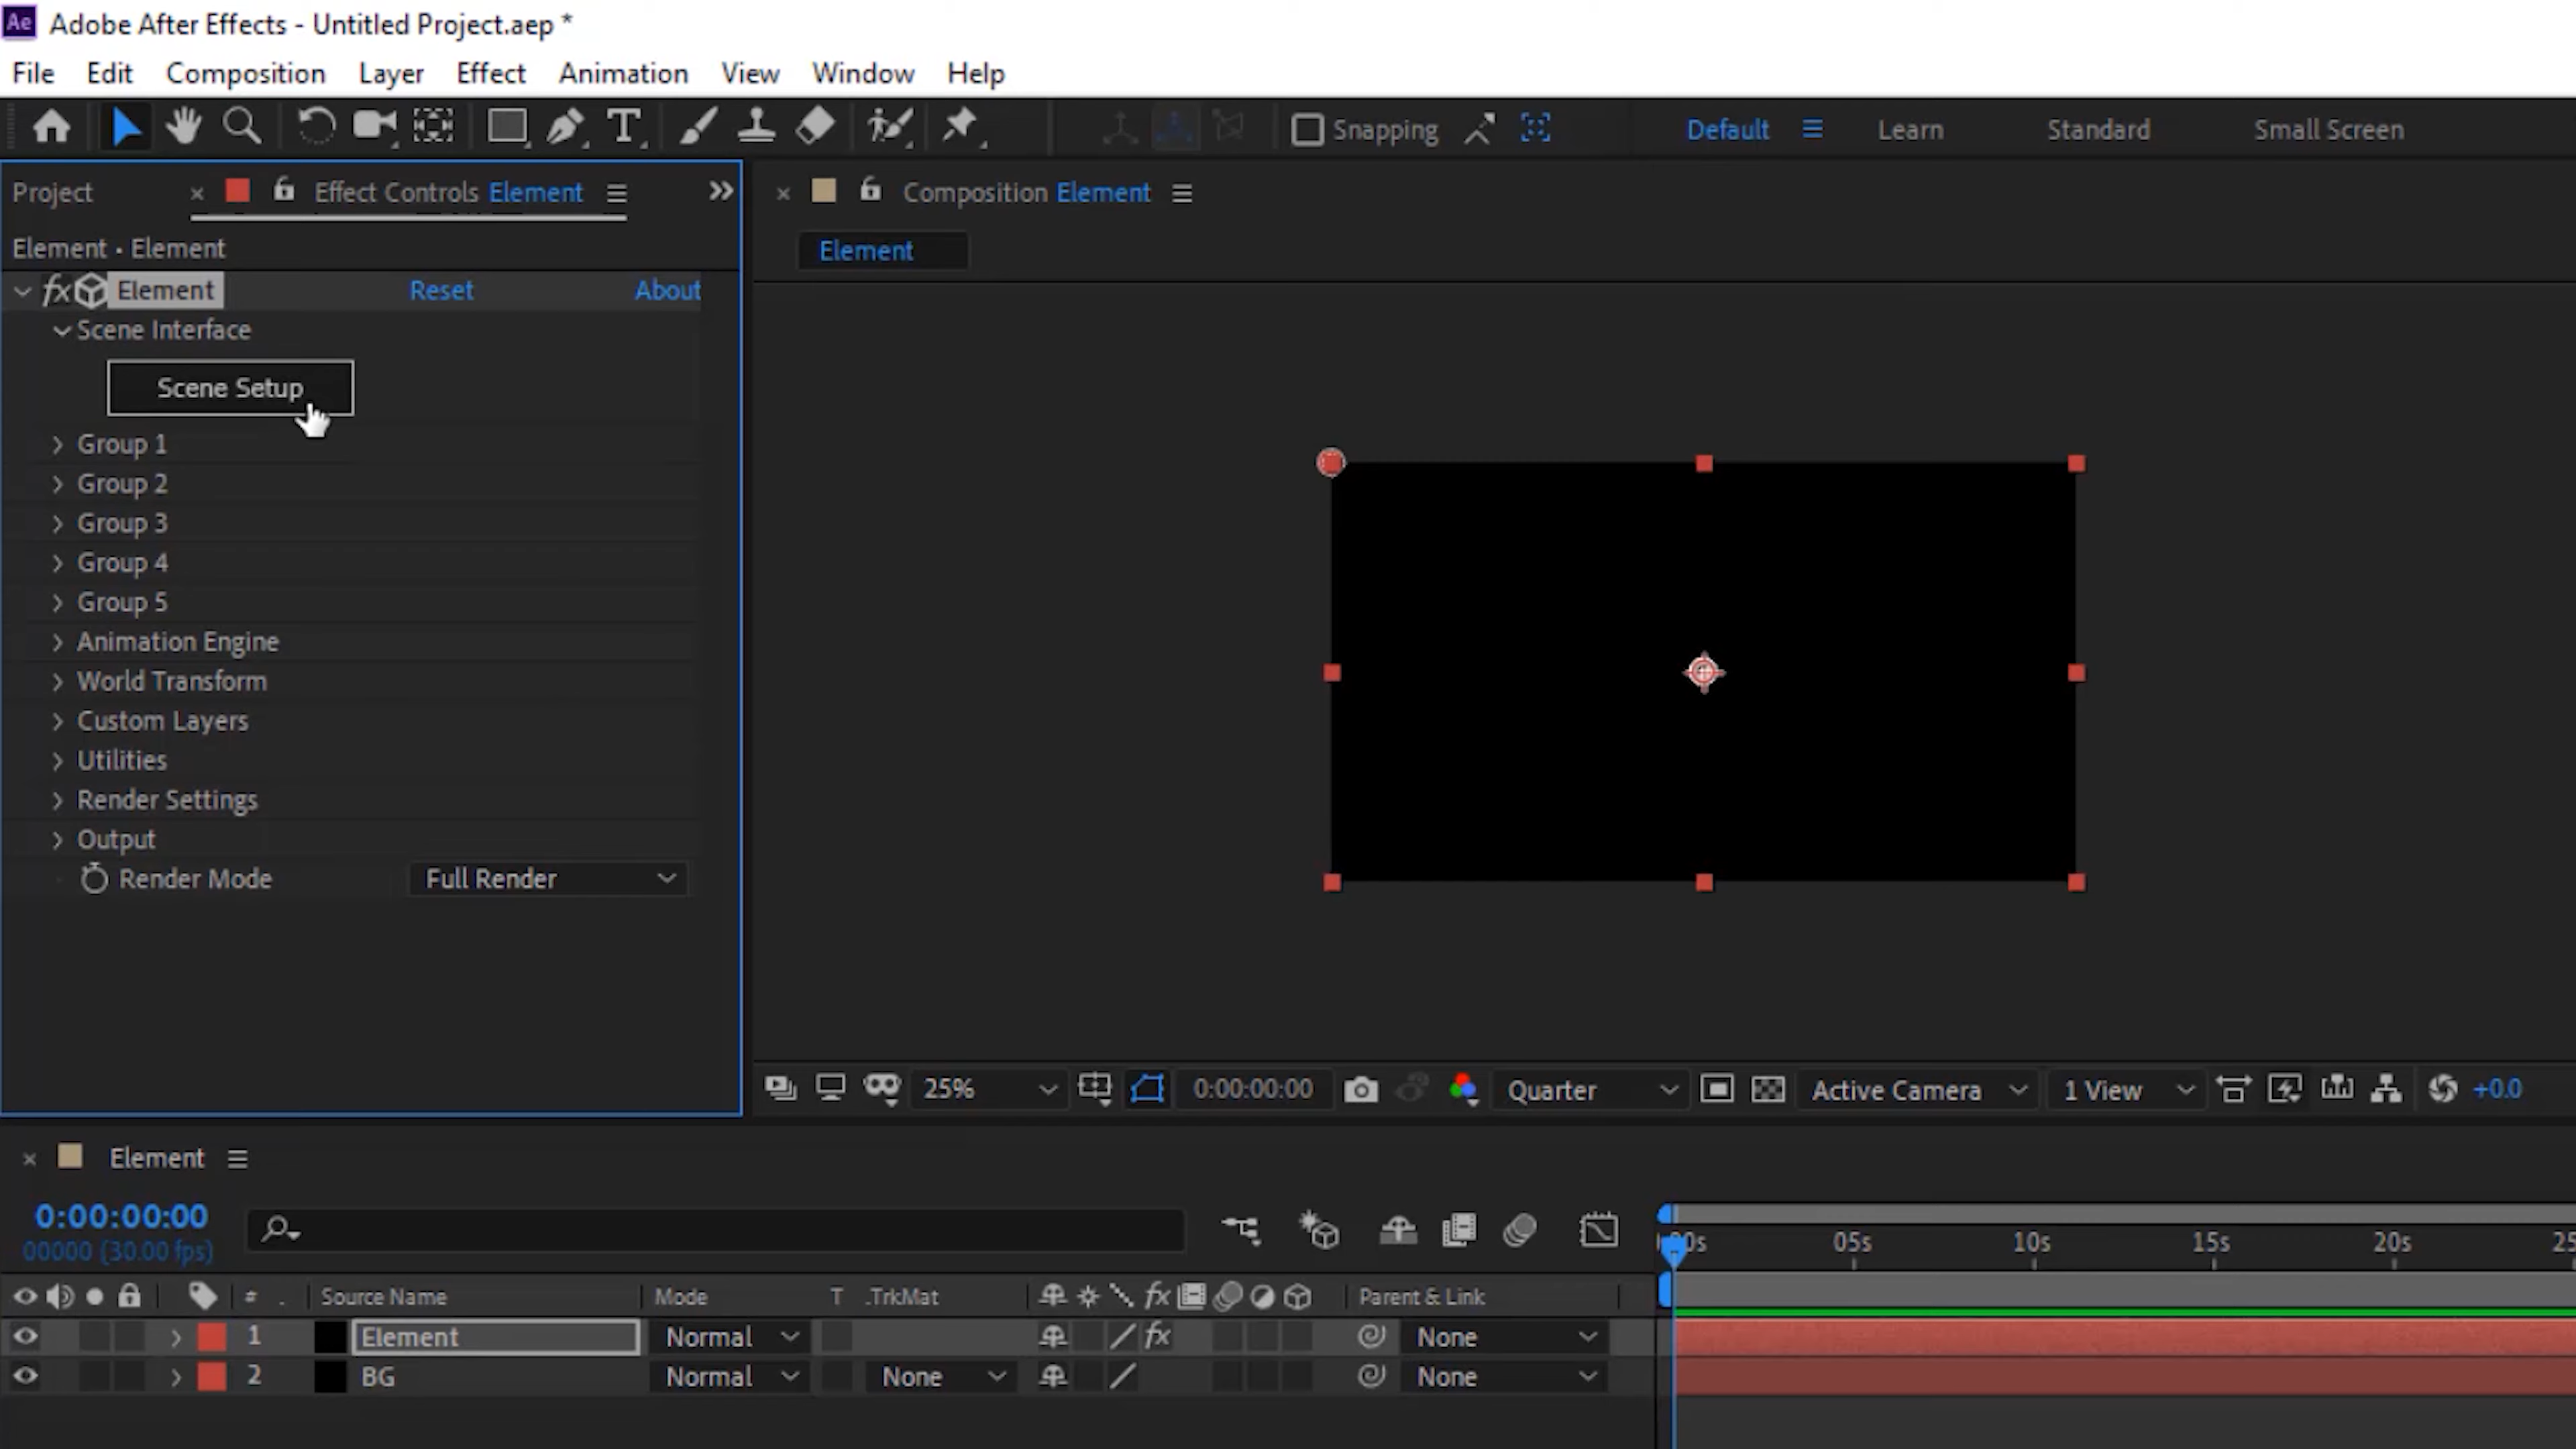 Ae Adobe After Effects - Untitled Project.aep *
File Edit Composition Layer Effect Animation View Window Help
T Snapping Default Learn Standard Small Screen
Project × Effect Controls Element
× Composition Element
Element • Element
Element
fx Element Reset About
Scene Interface
Scene Setup
Group 1
Group 2
Group 3
Group 4
Group 5
Animation Engine
World Transform
Custom Layers
Utilities
Render Settings
Output
Render Mode Full Render
25% 0:00:00:00 Quarter Active Camera 1 View +0.0
× Element
0:00:00:00
00000 (30.00 fps)
05s 10s 15s 20s
# . Source Name Mode T .TrkMat fx Parent & Link
1 Element Normal fx None
2 BG Normal None None